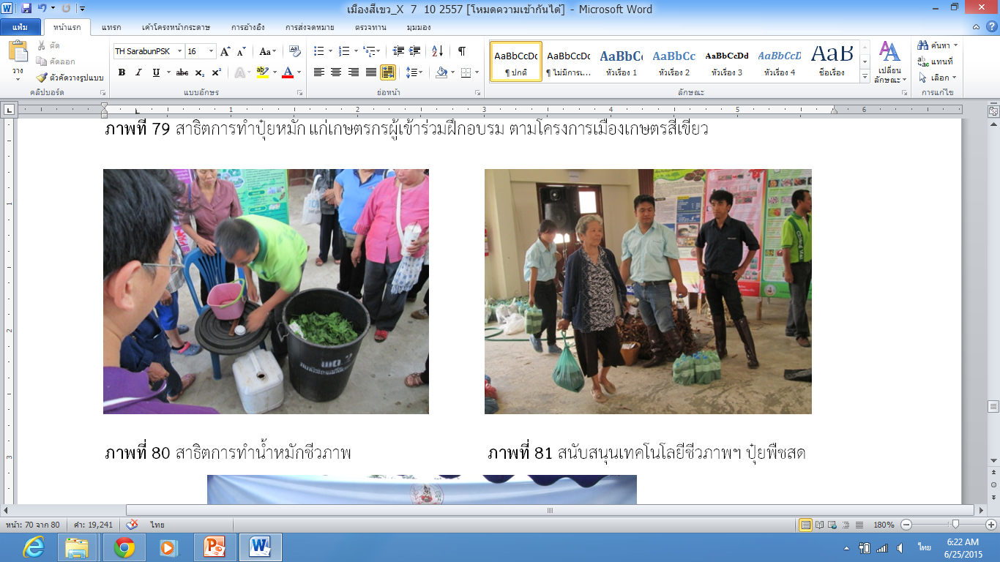 เมืองสีเขว_X 7 10 2557 [โหมดความเข้ากันได้] - Microsoft Word
แฟ้ม หน้าแรก แทรก เค้าโครงหน้ากระดาษ การอ้างอิง การส่งจดหมาย ตรวจทาน มุมมอง
วาง ตัด คัดลอก ตัวคัดวางรูปแบบ
TH SarabunPSK 16
AaBbCcDc AaBbCcDc AaBbCc AaBbCc AaBbCcDd AaBbCcD AaB
¶ ปกติ ¶ ไม่มีการเ... หัวเรื่อง 1 หัวเรื่อง 2 หัวเรื่อง 3 หัวเรื่อง 4 ชื่อเรื่อง
เปลี่ยนลักษณะ ค้นหา แทนที่ เลือก
คลิปบอร์ด แบบอักษร ย่อหน้า ลักษณะ การแก้ไข
1 2 3 4 5 6
ภาพที่ 79 สาธิตการทำปุ๋ยหมัก แก่เกษตรกรผู้เข้าร่วมฝึกอบรม ตามโครงการเมืองเกษตรสีเขียว
ภาพที่ 80 สาธิตการทำน้ำหมักชีวภาพ
ภาพที่ 81 สนับสนุนเทคโนโลยีชีวภาพฯ ปุ๋ยพืชสด
หน้า: 70 จาก 80 คำ: 19,241 ไทย 180%
ไทย 6:22 AM
6/25/2015